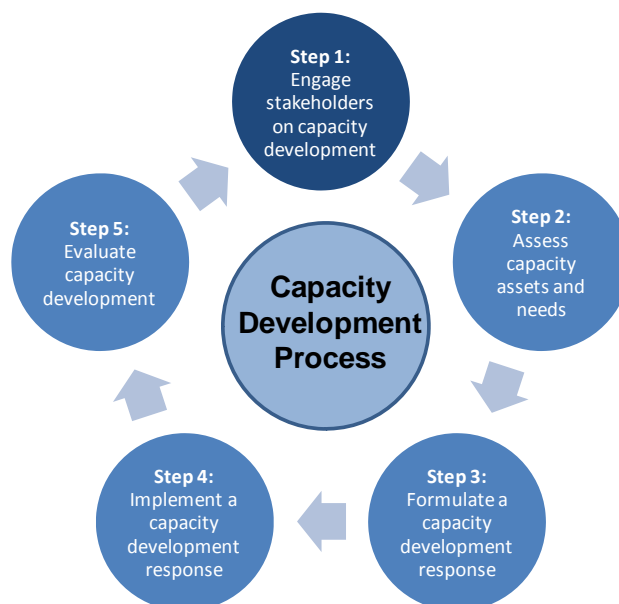 Step 1:
Engage
stakeholders
on capacity
development
Step 2:
Assess
capacity
assets and
needs
Step 3:
Formulate a
capacity
development
response
Step 4:
Implement a
capacity
development
response
Step 5:
Evaluate
capacity
development
Capacity
Development
Process